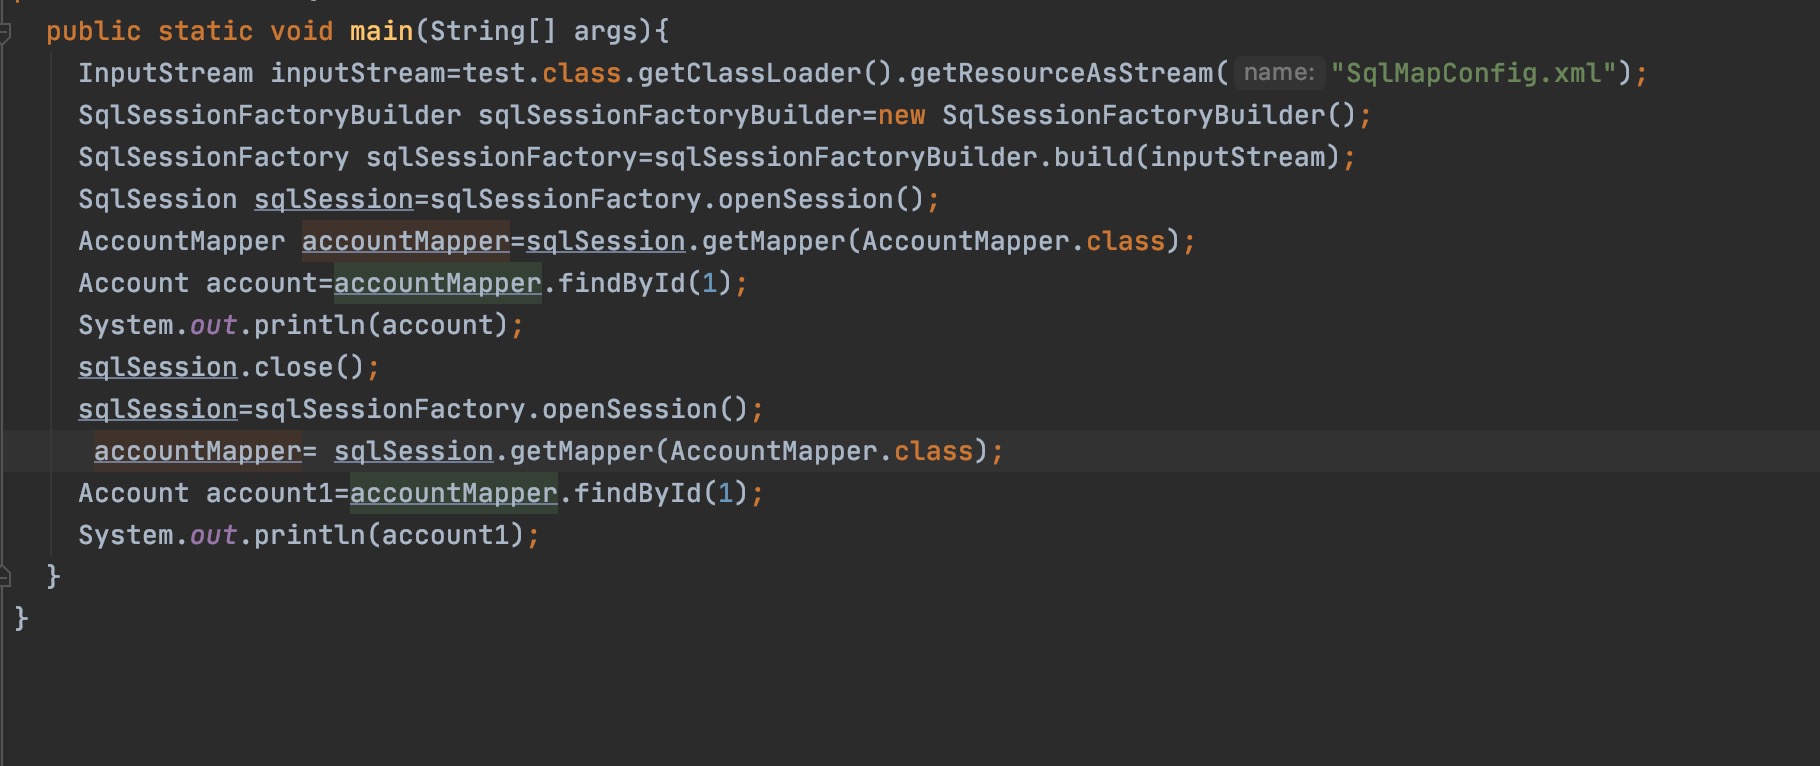 public static void main(String[] args){
InputStream inputStream=test.class.getClassLoader().getResourceAsStream( name: "SqlMapConfig.xml");
SqlSessionFactoryBuilder sqlSessionFactoryBuilder=new SqlSessionFactoryBuilder();
SqlSessionFactory sqlSessionFactory=sqlSessionFactoryBuilder.build(inputStream);
SqlSession sqlSession=sqlSessionFactory.openSession();
AccountMapper accountMapper=sqlSession.getMapper(AccountMapper.class);
Account account=accountMapper.findById(1);
System.out.println(account);
sqlSession.close();
sqlSession=sqlSessionFactory.openSession();
accountMapper= sqlSession.getMapper(AccountMapper.class);
Account account1=accountMapper.findById(1);
System.out.println(account1);
}
}